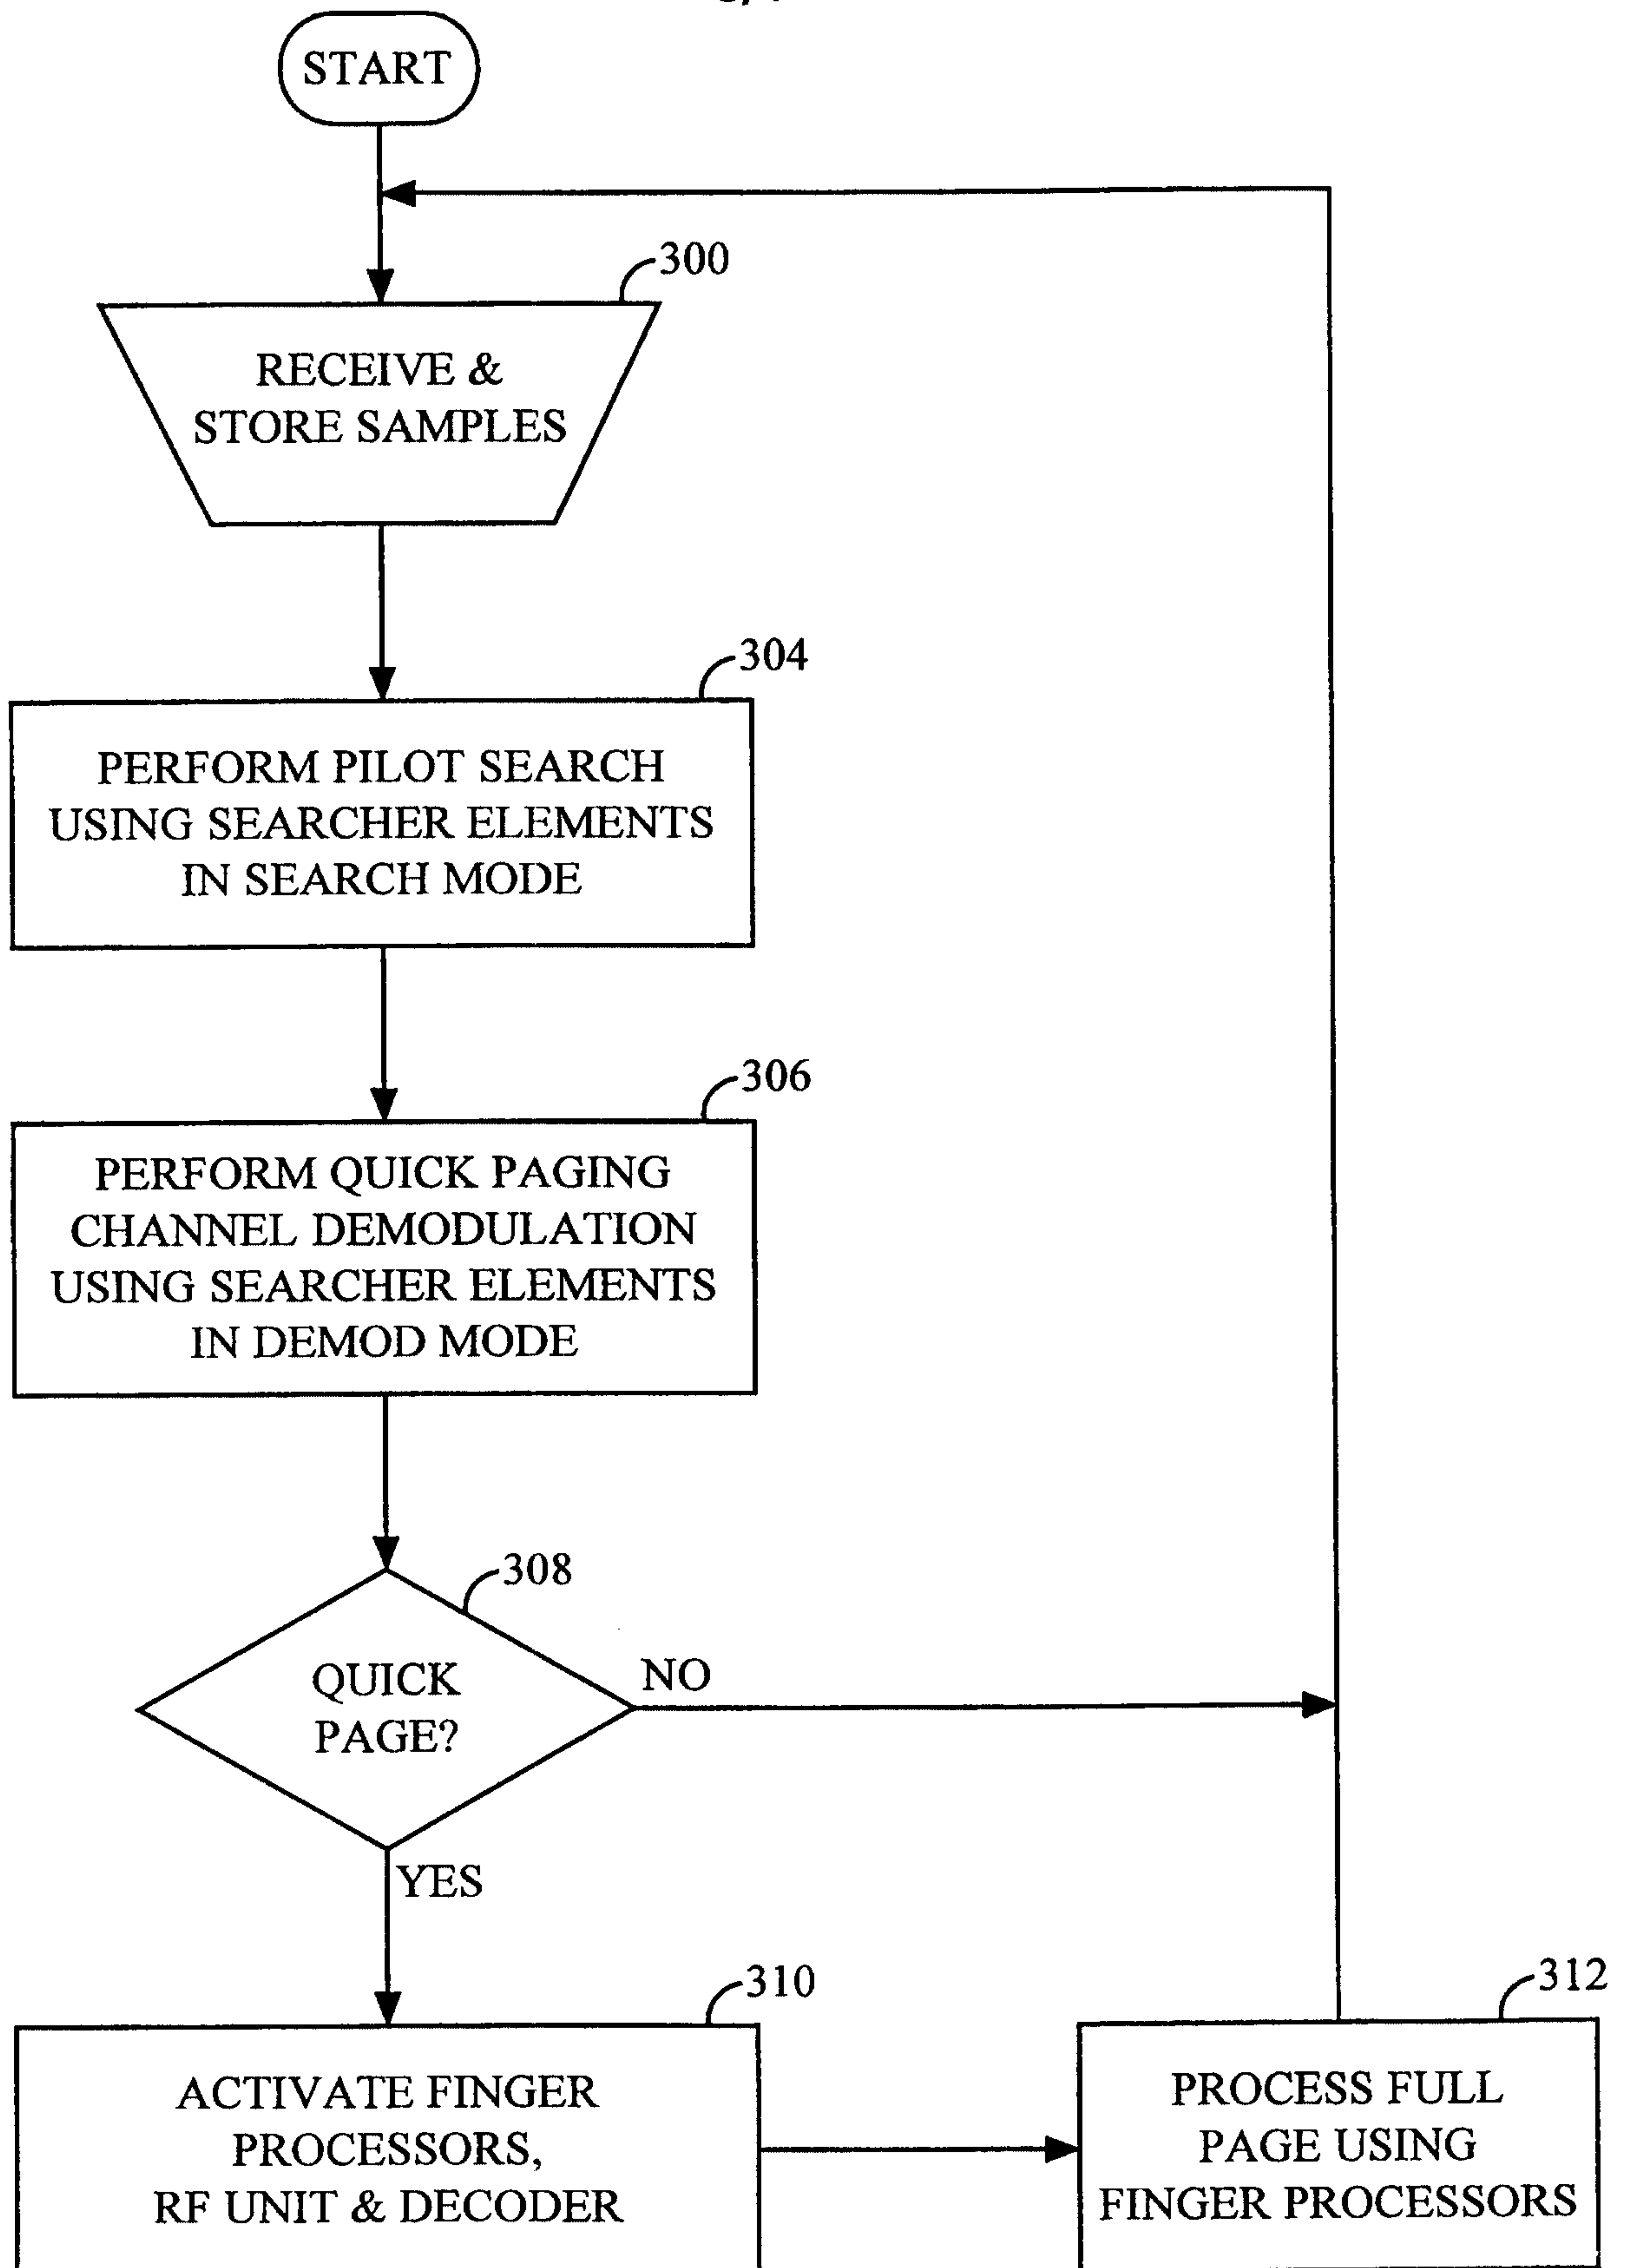 START
300
RECEIVE &
STORE SAMPLES
304
PERFORM PILOT SEARCH
USING SEARCHER ELEMENTS
IN SEARCH MODE
306
PERFORM QUICK PAGING
CHANNEL DEMODULATION
USING SEARCHER ELEMENTS
IN DEMOD MODE
308
QUICK
PAGE?
NO
YES
310
ACTIVATE FINGER
PROCESSORS,
RF UNIT & DECODER
312
PROCESS FULL
PAGE USING
FINGER PROCESSORS